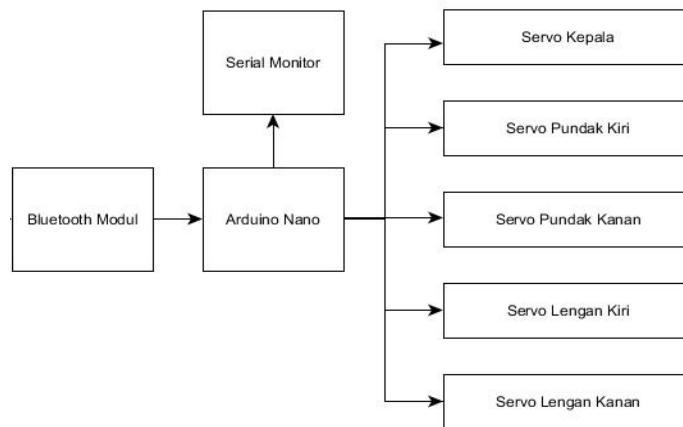 Servo Kepala
Serial Monitor
Servo Pundak Kiri
Bluetooth Modul
Arduino Nano
Servo Pundak Kanan
Servo Lengan Kiri
Servo Lengan Kanan